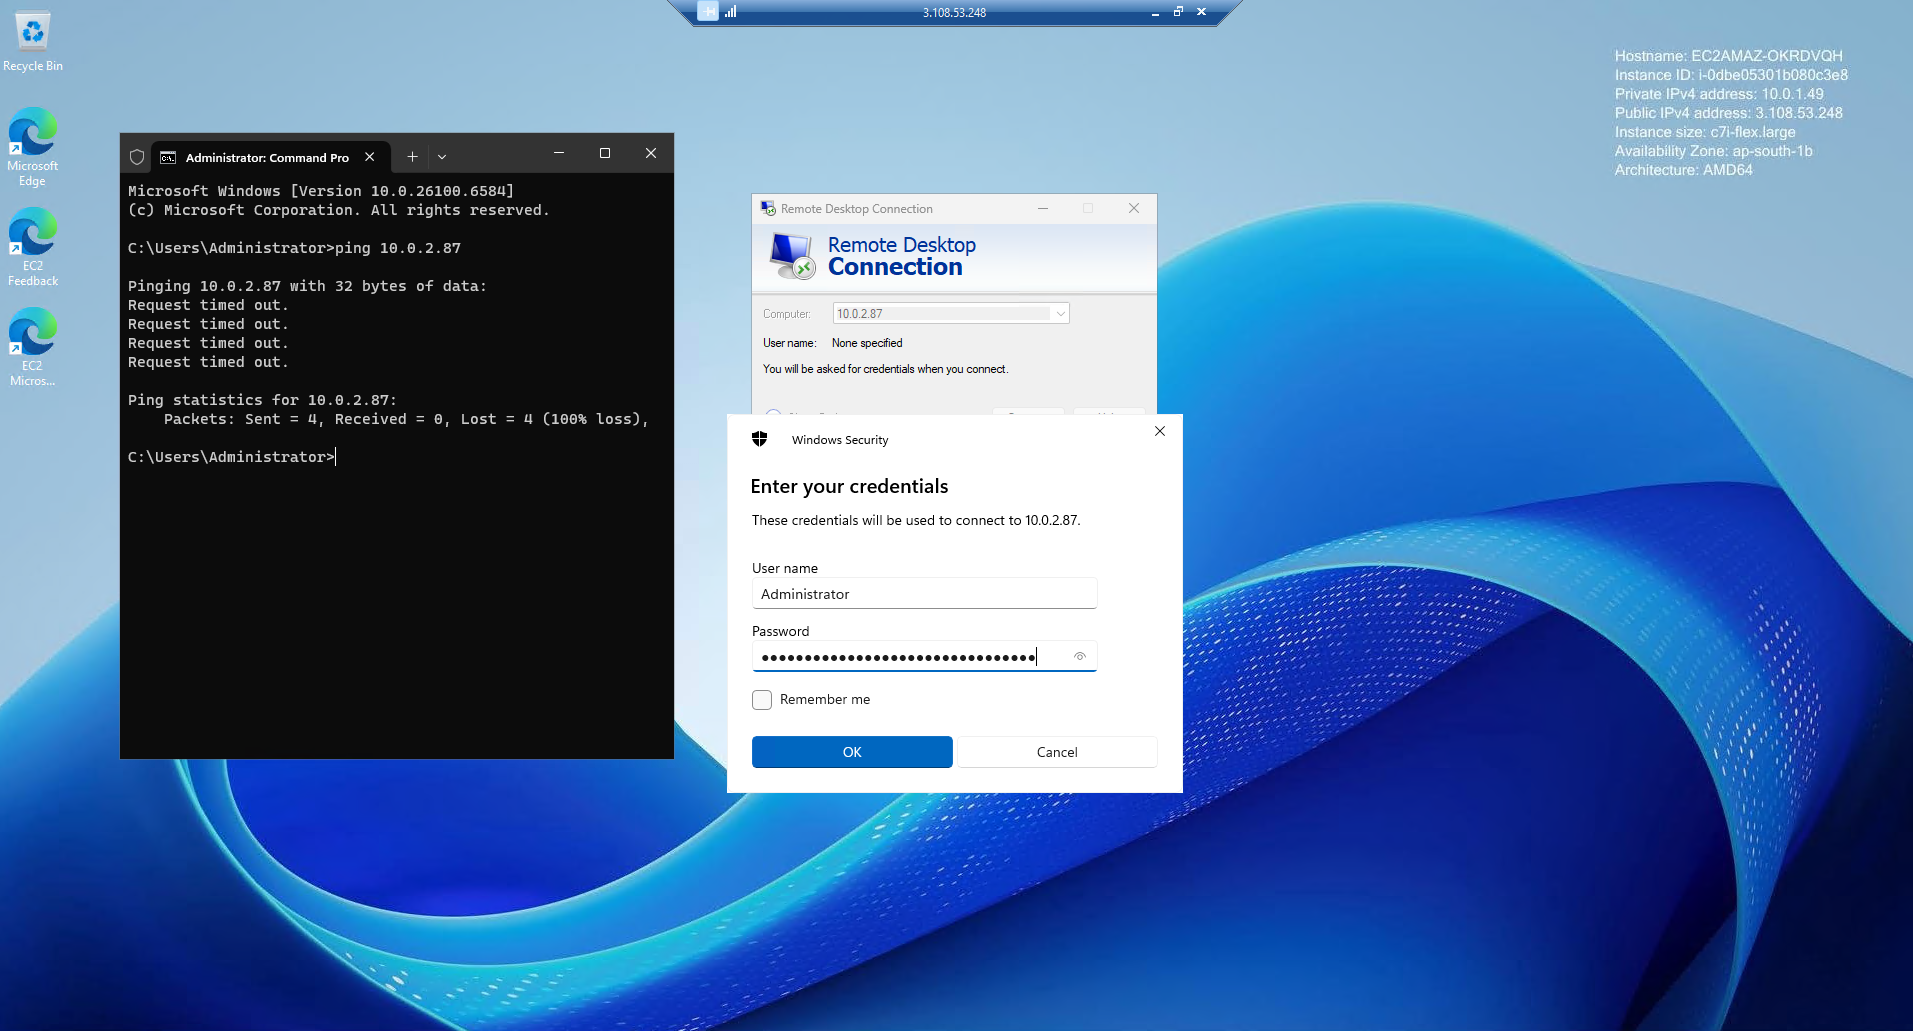 3.108.53.248
Recycle Bin
Microsoft
Edge
EC2
Feedback
EC2
Micros...
Hostname: EC2AMAZ-OKRDVQH
Instance ID: i-0dbe05301b080c3e8
Private IPv4 address: 10.0.1.49
Public IPv4 address: 3.108.53.248
Instance size: c7i-flex.large
Availability Zone: ap-south-1b
Architecture: AMD64
Administrator: Command Pro
Microsoft Windows [Version 10.0.26100.6584]
(c) Microsoft Corporation. All rights reserved.
C:\Users\Administrator>ping 10.0.2.87
Pinging 10.0.2.87 with 32 bytes of data:
Request timed out.
Request timed out.
Request timed out.
Request timed out.
Ping statistics for 10.0.2.87:
Packets: Sent = 4, Received = 0, Lost = 4 (100% loss),
C:\Users\Administrator>
Remote Desktop Connection
Remote Desktop
Connection
Computer: 10.0.2.87
User name: None specified
You will be asked for credentials when you connect.
Windows Security
Enter your credentials
These credentials will be used to connect to 10.0.2.87.
User name
Administrator
Password
Remember me
OK Cancel